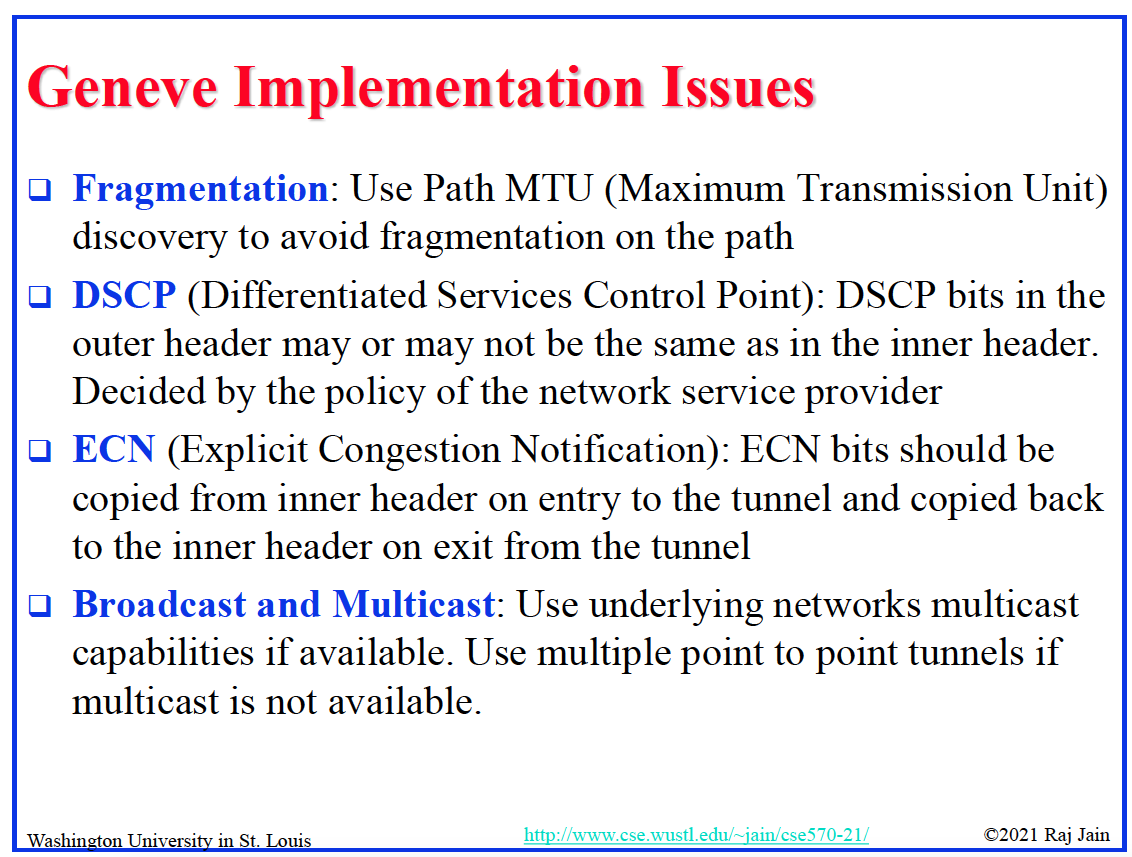 Geneve Implementation Issues
Fragmentation: Use Path MTU (Maximum Transmission Unit)
discovery to avoid fragmentation on the path
DSCP (Differentiated Services Control Point): DSCP bits in the
outer header may or may not be the same as in the inner header.
Decided by the policy of the network service provider
ECN (Explicit Congestion Notification): ECN bits should be
copied from inner header on entry to the tunnel and copied back
to the inner header on exit from the tunnel
Broadcast and Multicast: Use underlying networks multicast
capabilities if available. Use multiple point to point tunnels if
multicast is not available.
Washington University in St. Louis
http://www.cse.wustl.edu/~jain/cse570-21/
©2021 Raj Jain